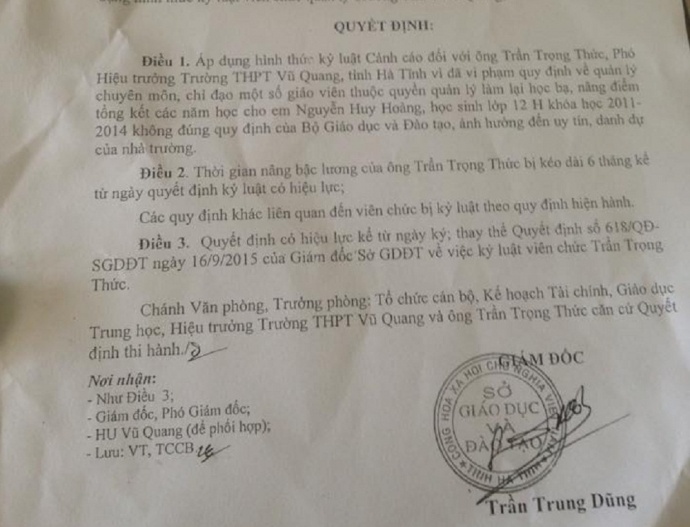 QUYẾT ĐỊNH:
Điều 1. Áp dụng hình thức kỷ luật Cảnh cáo đối với ông Trần Trọng Thức, Phó
Hiệu trưởng Trường THPT Vũ Quang, tỉnh Hà Tĩnh vì đã vi phạm quy định về quản lý
chuyên môn, chỉ đạo một số giáo viên thuộc quyền quản lý làm lại học bạ, nâng điểm
tổng kết các năm học cho em Nguyễn Huy Hoàng, học sinh lớp 12 H khóa học 2011-
2014 không đúng quy định của Bộ Giáo dục và Đào tạo, ảnh hưởng đến uy tín, danh dự
của nhà trường.
Điều 2. Thời gian nâng bậc lương của ông Trần Trọng Thức bị kéo dài 6 tháng kể
từ ngày quyết định kỷ luật có hiệu lực;
Các quy định khác liên quan đến viên chức bị kỷ luật theo quy định hiện hành.
Điều 3. Quyết định có hiệu lực kể từ ngày ký; thay thế Quyết định số 618/QĐ-
SGDĐT ngày 16/9/2015 của Giám đốc Sở GDĐT về việc kỷ luật viên chức Trần Trọng
Thức.
Chánh Văn phòng, Trưởng phòng: Tổ chức cán bộ, Kế hoạch Tài chính, Giáo dục
Trung học, Hiệu trưởng Trường THPT Vũ Quang và ông Trần Trọng Thức căn cứ Quyết
định thi hành./.
GIÁM ĐỐC
Nơi nhận:
- Như Điều 3;
- Giám đốc, Phó Giám đốc;
- HU Vũ Quang (để phối hợp);
- Lưu: VT, TCCB
CỘNG HÒA XÃ HỘI CHỦ NGHĨA VIỆT NAM
SỞ
GIÁO DỤC
VÀ
ĐÀO TẠO
TỈNH HÀ TĨNH
Trần Trung Dũng